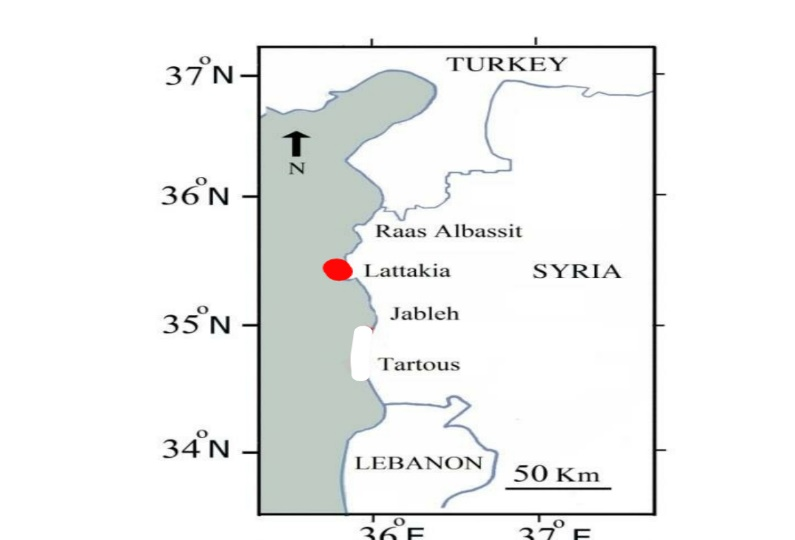 TURKEY
37°N
N
36°N
Raas Albassit
Lattakia
SYRIA
Jableh
35°N
Tartous
34°N
LEBANON
50 Km
36°E
37°E